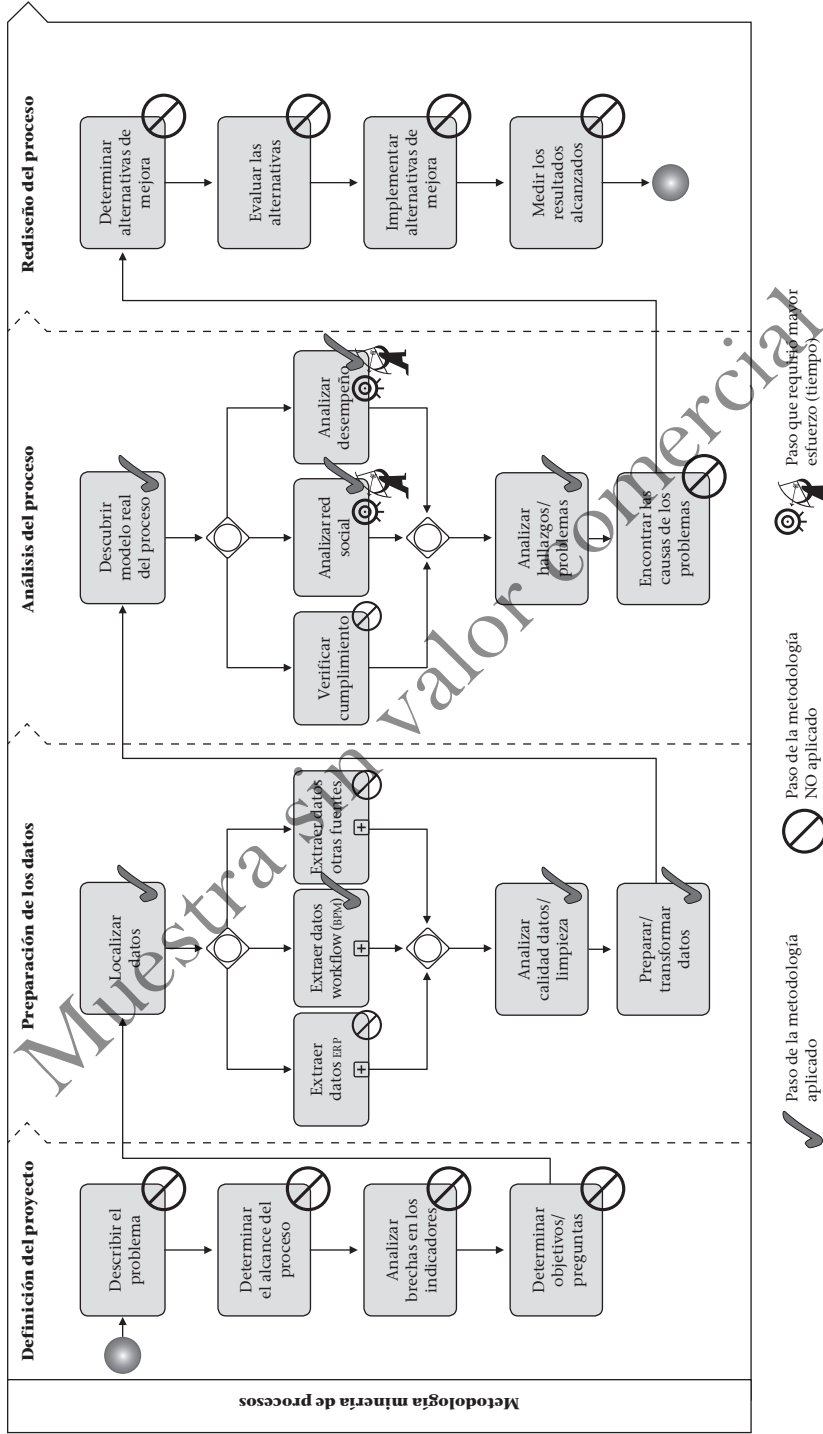 Metodología minería de procesos
Definición del proyecto
Describir el
problema
Determinar
el alcance del
proceso
Analizar
brechas en los
indicadores
Determinar
objetivos/
preguntas
Preparación de los datos
Localizar
datos
Extraer
datos ERP
Extraer datos
workflow (BPM)
Extraer datos
otras fuentes
Analizar
calidad datos/
limpieza
Preparar/
transformar
datos
Análisis del proceso
Descubrir
modelo real
del proceso
Verificar
cumplimiento
Analizar red
social
Analizar
desempeño
Analizar
hallazgos/
problemas
Encontrar las
causas de los
problemas
Rediseño del proceso
Determinar
alternativas de
mejora
Evaluar las
alternativas
Implementar
alternativas de
mejora
Medir los
resultados
alcanzados
Paso de la metodología
aplicado
Paso de la metodología
NO aplicado
Paso que requirió mayor
esfuerzo (tiempo)
Muestra sin valor comercial